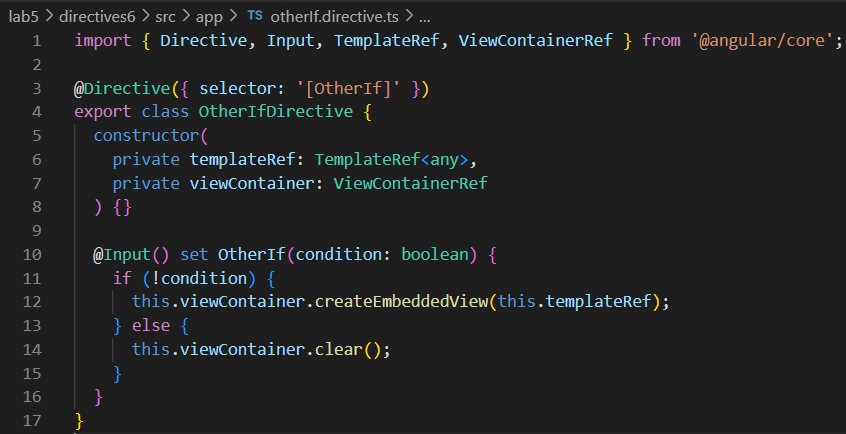 lab5 > directives6 > src > app > TS otherIf.directive.ts > ...
1 import { Directive, Input, TemplateRef, ViewContainerRef } from '@angular/core';
2
3 @Directive({ selector: '[OtherIf]' })
4 export class OtherIfDirective {
5   constructor(
6     private templateRef: TemplateRef<any>,
7     private viewContainer: ViewContainerRef
8   ) {}
9
10   @Input() set OtherIf(condition: boolean) {
11     if (!condition) {
12       this.viewContainer.createEmbeddedView(this.templateRef);
13     } else {
14       this.viewContainer.clear();
15     }
16   }
17 }